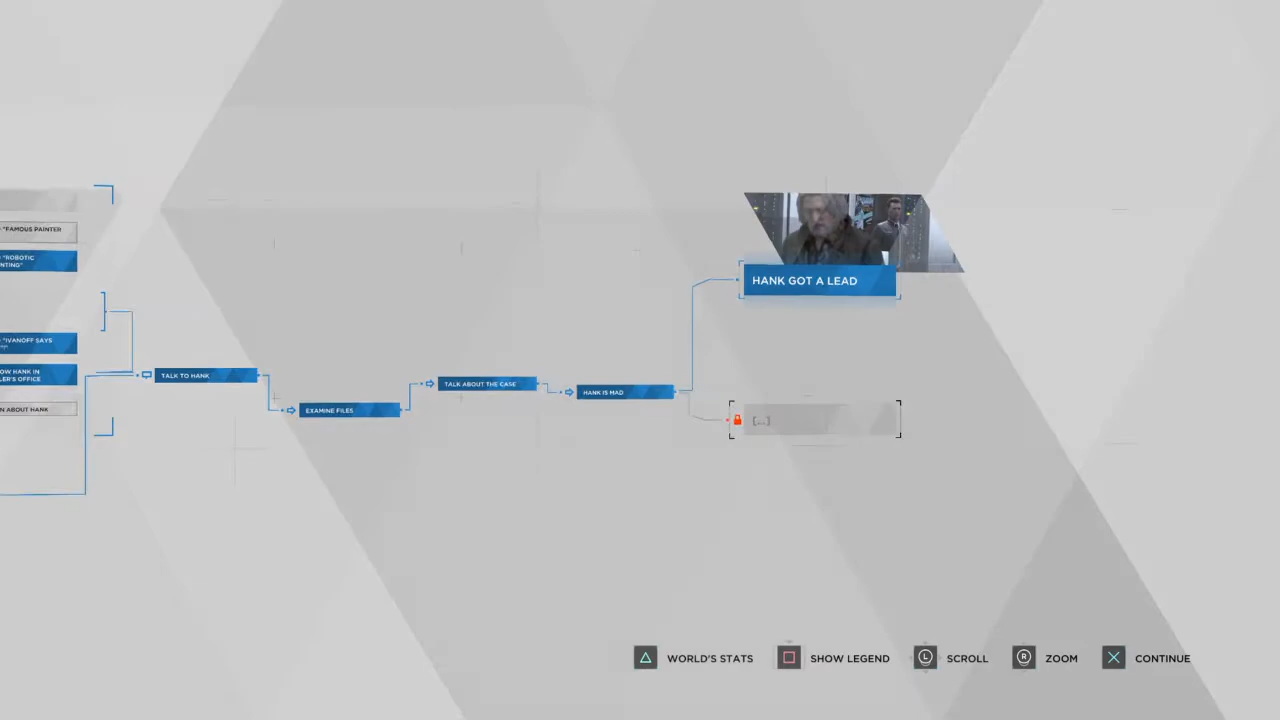 "FAMOUS PAINTER
"ROBOTIC
NTING"
"IVANOFF SAYS
OW HANK IN
LER'S OFFICE
N ABOUT HANK
TALK TO HANK
EXAMINE FILES
TALK ABOUT THE CASE
HANK IS MAD
HANK GOT A LEAD
[...]
WORLD'S STATS
SHOW LEGEND
L
SCROLL
R
ZOOM
CONTINUE